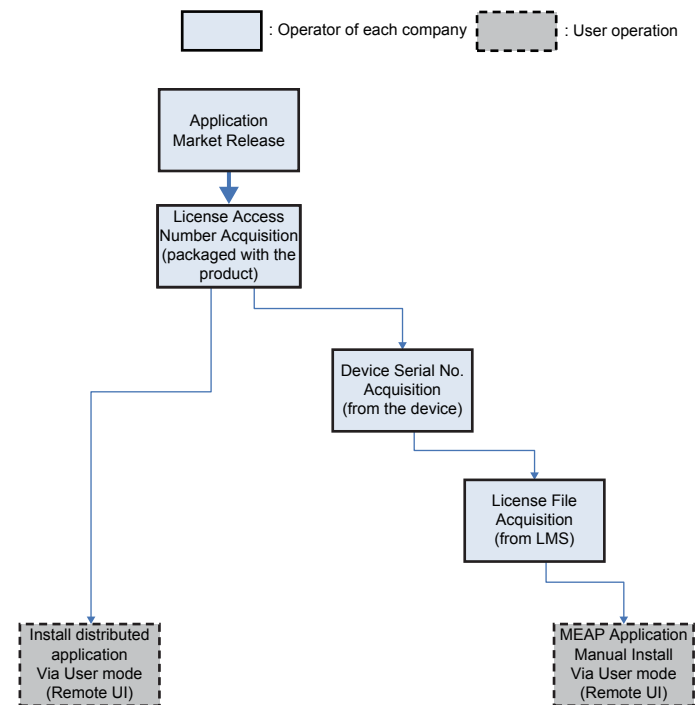 : Operator of each company
: User operation
Application
Market Release
License Access
Number Acquisition
(packaged with the
product)
Device Serial No.
Acquisition
(from the device)
License File
Acquisition
(from LMS)
Install distributed
application
Via User mode
(Remote UI)
MEAP Application
Manual Install
Via User mode
(Remote UI)